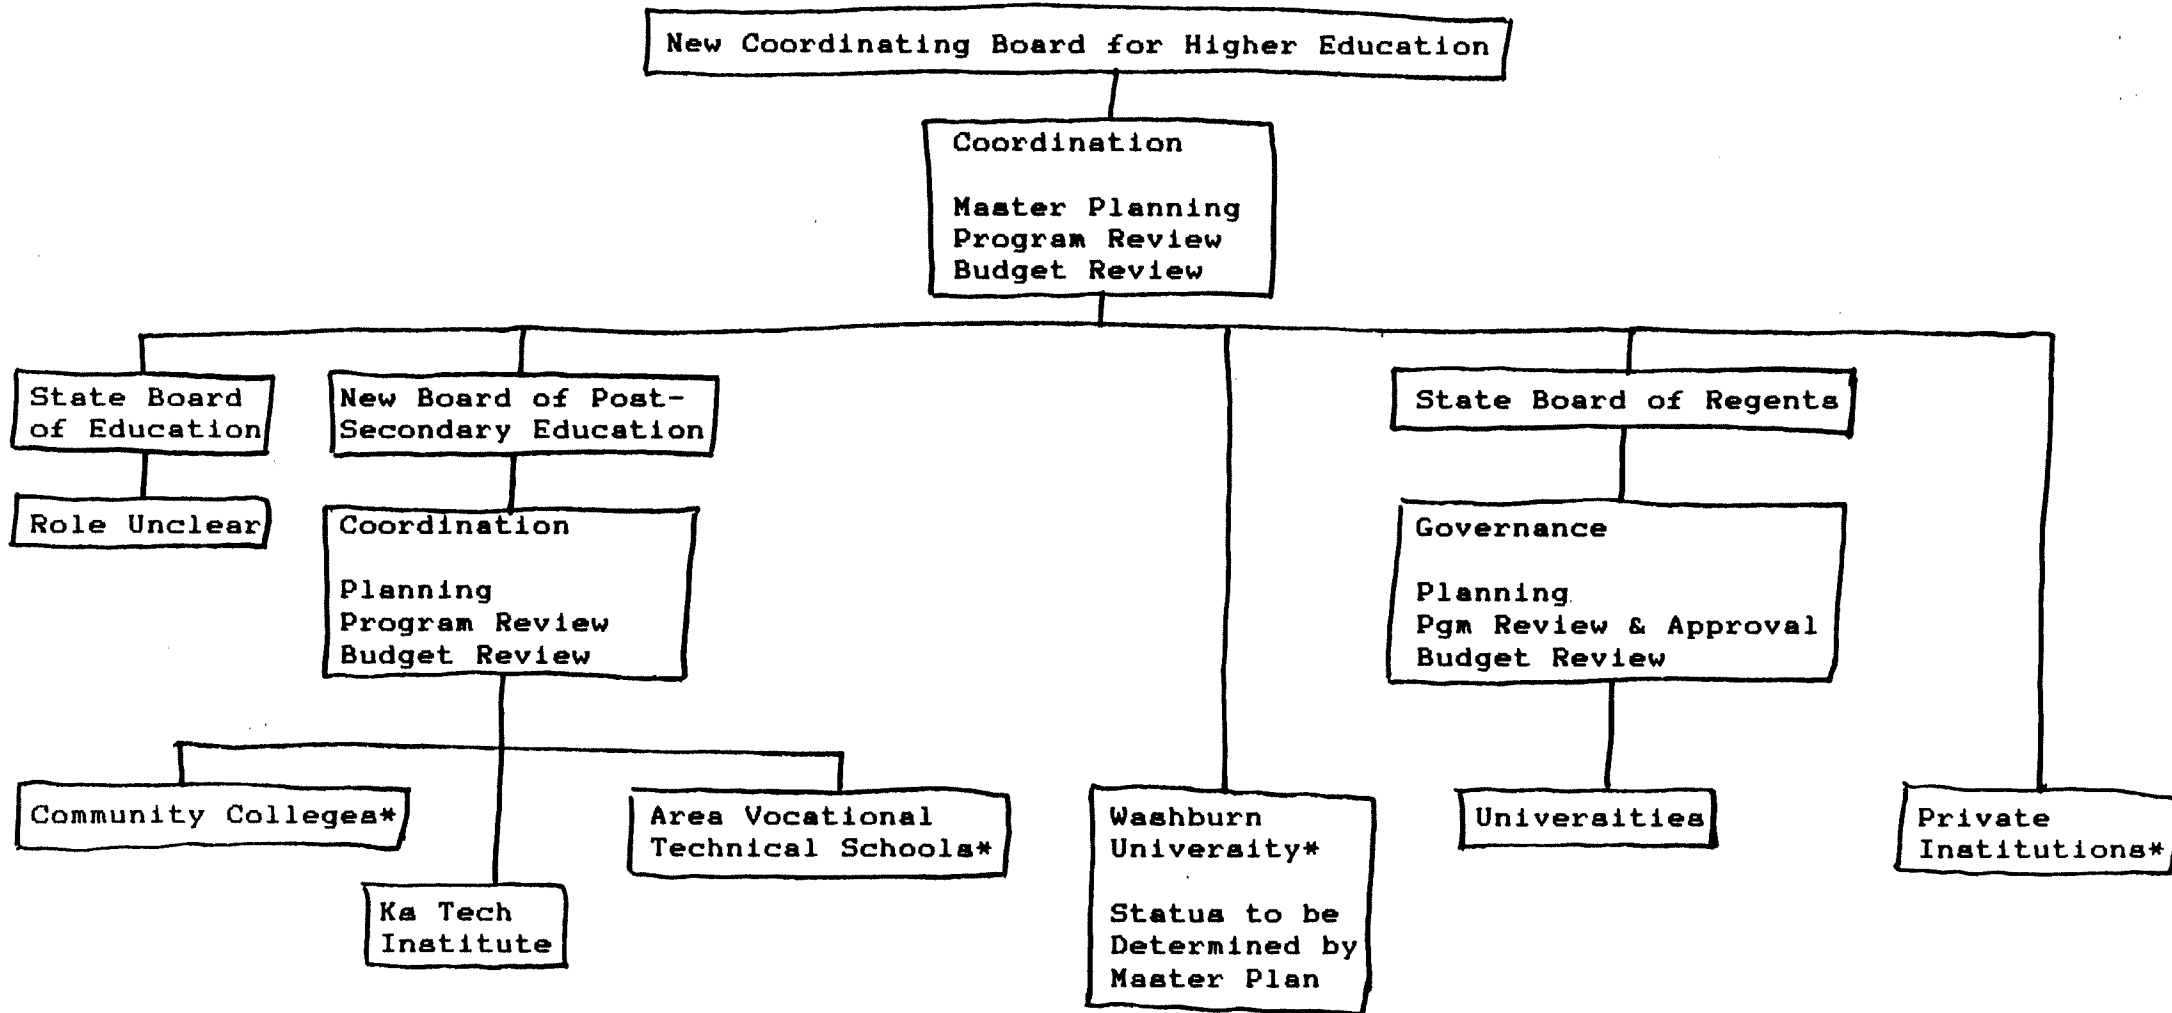 New Coordinating Board for Higher Education
Coordination
Master Planning
Program Review
Budget Review
State Board
of Education
Role Unclear
New Board of Post-
Secondary Education
Coordination
Planning
Program Review
Budget Review
Community Colleges*
Ks Tech
Institute
Area Vocational
Technical Schools*
Washburn
University*
Status to be
Determined by
Master Plan
State Board of Regents
Governance
Planning
Pgm Review & Approval
Budget Review
Universities
Private
Institutions*